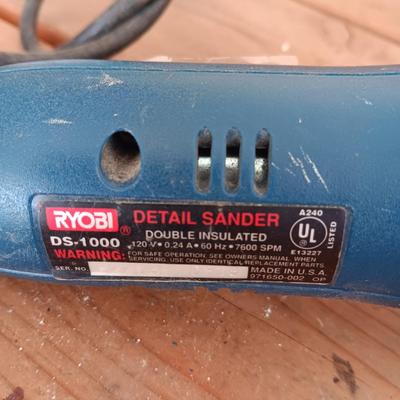 RYOBI® DETAIL SANDER
DS-1000 DOUBLE INSULATED
120 V • 0.24 A • 60 Hz • 7600 SPM
WARNING: FOR SAFE OPERATION, SEE OWNERS MANUAL. WHEN
SERVICING, USE ONLY IDENTICAL REPLACEMENT PARTS.
SER. NO.
MADE IN U.S.A.
971650-002 OP
A240
UL LISTED
E13227